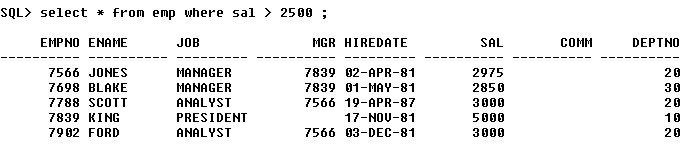 SQL> select * from emp where sal > 2500 ;
     EMPNO ENAME      JOB              MGR HIREDATE         SAL       COMM     DEPTNO
---------- ---------- --------- ---------- --------- ---------- ---------- ----------
      7566 JONES      MANAGER         7839 02-APR-81       2975                    20
      7698 BLAKE      MANAGER         7839 01-MAY-81       2850                    30
      7788 SCOTT      ANALYST         7566 19-APR-87       3000                    20
      7839 KING       PRESIDENT            17-NOV-81       5000                    10
      7902 FORD       ANALYST         7566 03-DEC-81       3000                    20